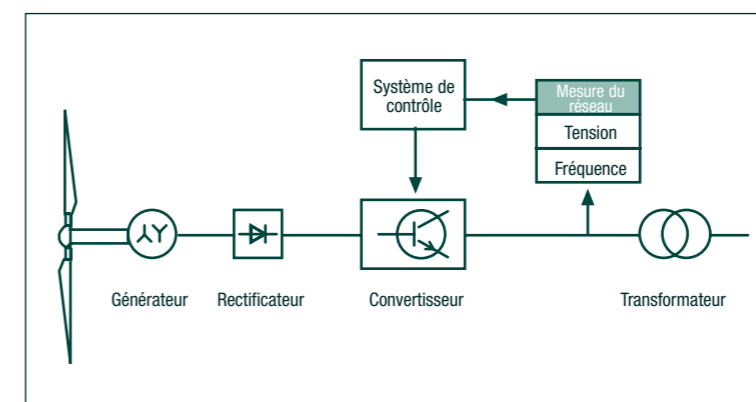 Système de
contrôle
Mesure du
réseau
Tension
Fréquence
Générateur
Rectificateur
Convertisseur
Transformateur